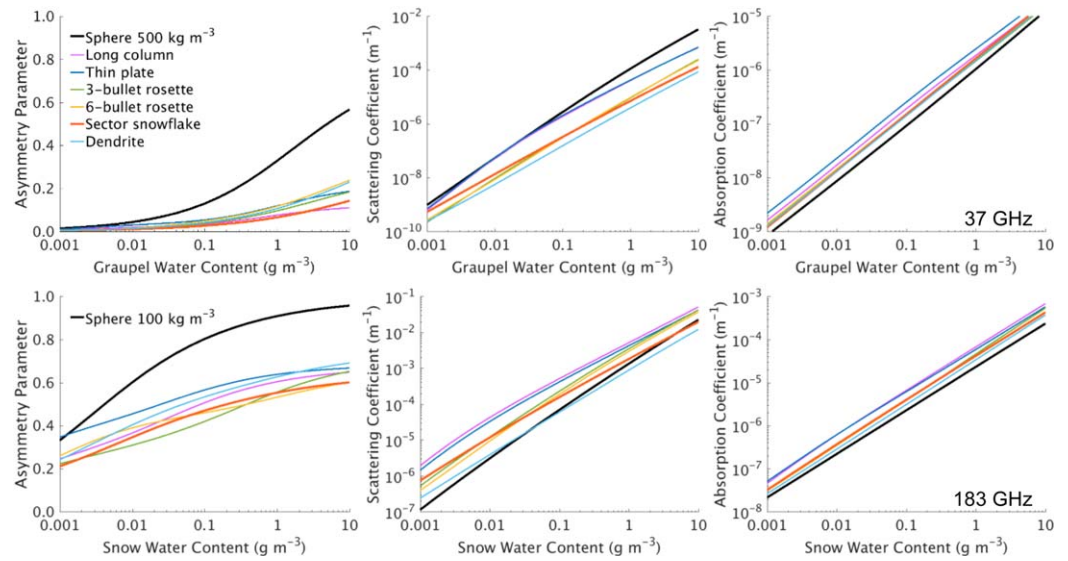 Asymmetry Parameter
1.0
0.8
0.6
0.4
0.2
0.0
Sphere 500 kg m⁻³
Long column
Thin plate
3−bullet rosette
6−bullet rosette
Sector snowflake
Dendrite
0.001 0.01 0.1 1 10
Graupel Water Content (g m⁻³)
Scattering Coefficient (m⁻¹)
10⁻²
10⁻⁴
10⁻⁶
10⁻⁸
10⁻¹⁰
0.001 0.01 0.1 1 10
Graupel Water Content (g m⁻³)
Absorption Coefficient (m⁻¹)
10⁻⁵
10⁻⁶
10⁻⁷
10⁻⁸
10⁻⁹
37 GHz
0.001 0.01 0.1 1 10
Graupel Water Content (g m⁻³)
Asymmetry Parameter
1.0
0.8
0.6
0.4
0.2
0.0
Sphere 100 kg m⁻³
0.001 0.01 0.1 1 10
Snow Water Content (g m⁻³)
Scattering Coefficient (m⁻¹)
10⁻¹
10⁻²
10⁻³
10⁻⁴
10⁻⁵
10⁻⁶
10⁻⁷
0.001 0.01 0.1 1 10
Snow Water Content (g m⁻³)
Absorption Coefficient (m⁻¹)
10⁻³
10⁻⁴
10⁻⁵
10⁻⁶
10⁻⁷
10⁻⁸
183 GHz
0.001 0.01 0.1 1 10
Snow Water Content (g m⁻³)